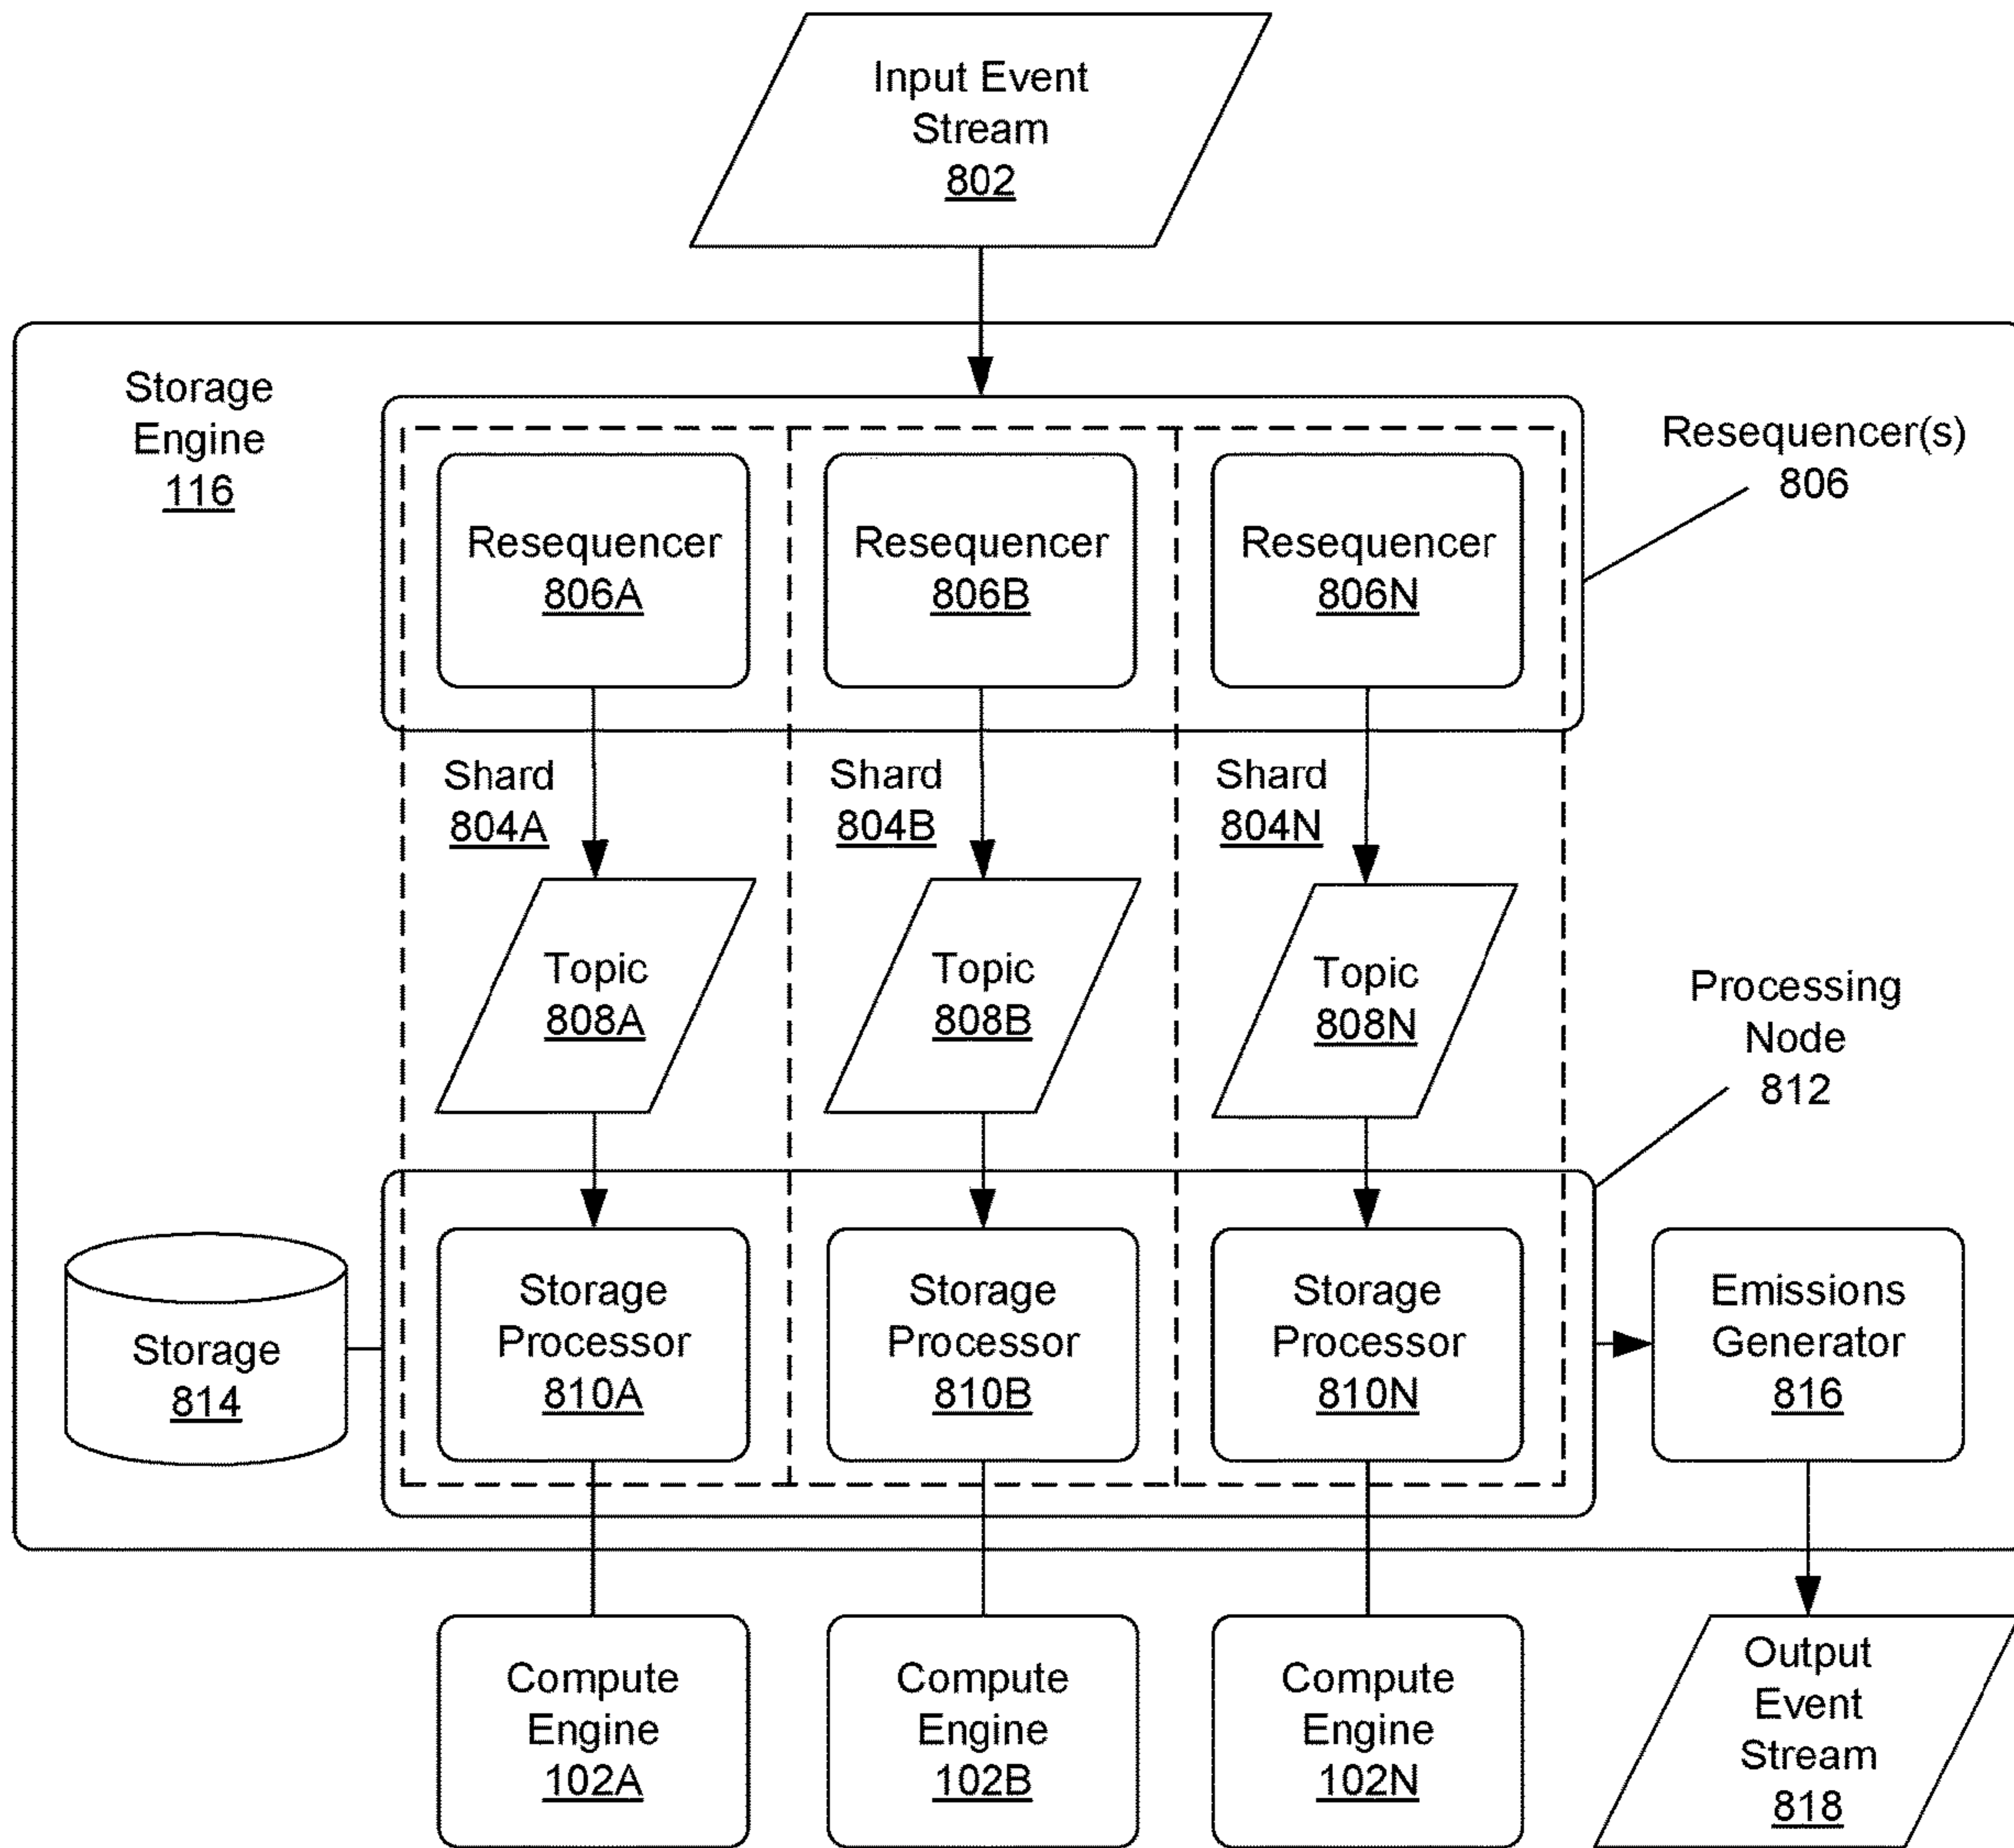 Input Event
Stream
802
Storage
Engine
116
Resequencer(s)
806
Resequencer
806A
Resequencer
806B
Resequencer
806N
Shard
804A
Shard
804B
Shard
804N
Topic
808A
Topic
808B
Topic
808N
Processing
Node
812
Storage
814
Storage
Processor
810A
Storage
Processor
810B
Storage
Processor
810N
Emissions
Generator
816
Compute
Engine
102A
Compute
Engine
102B
Compute
Engine
102N
Output
Event
Stream
818